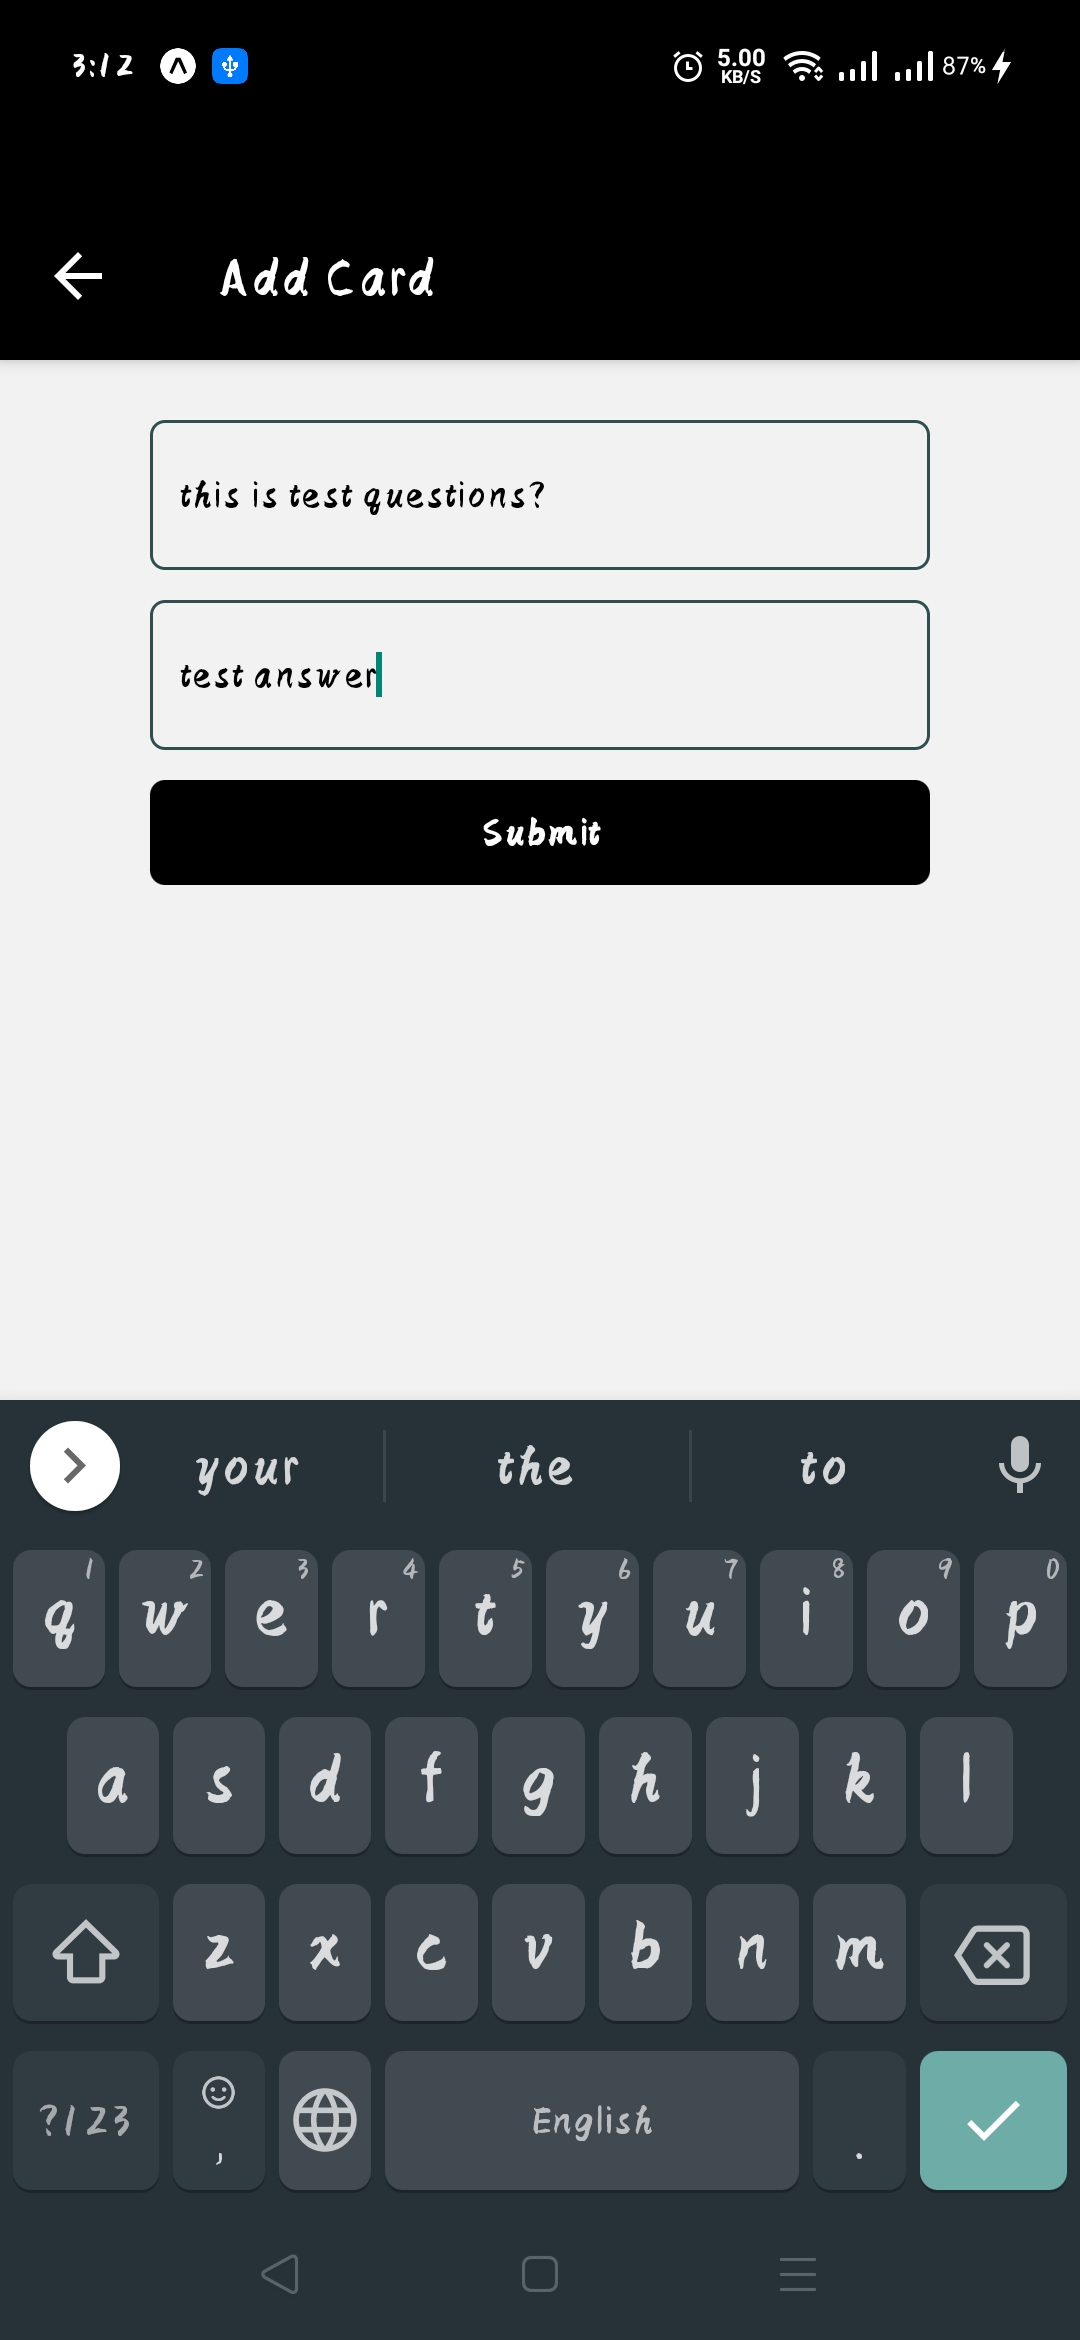 3:12 5.00 KB/S 87%
Add Card
this is test questions?
test answer
Submit
your the to
1 2 3 4 5 6 7 8 9 0
q w e r t y u i o p
a s d f g h j k l
z x c v b n m
?123 , English .